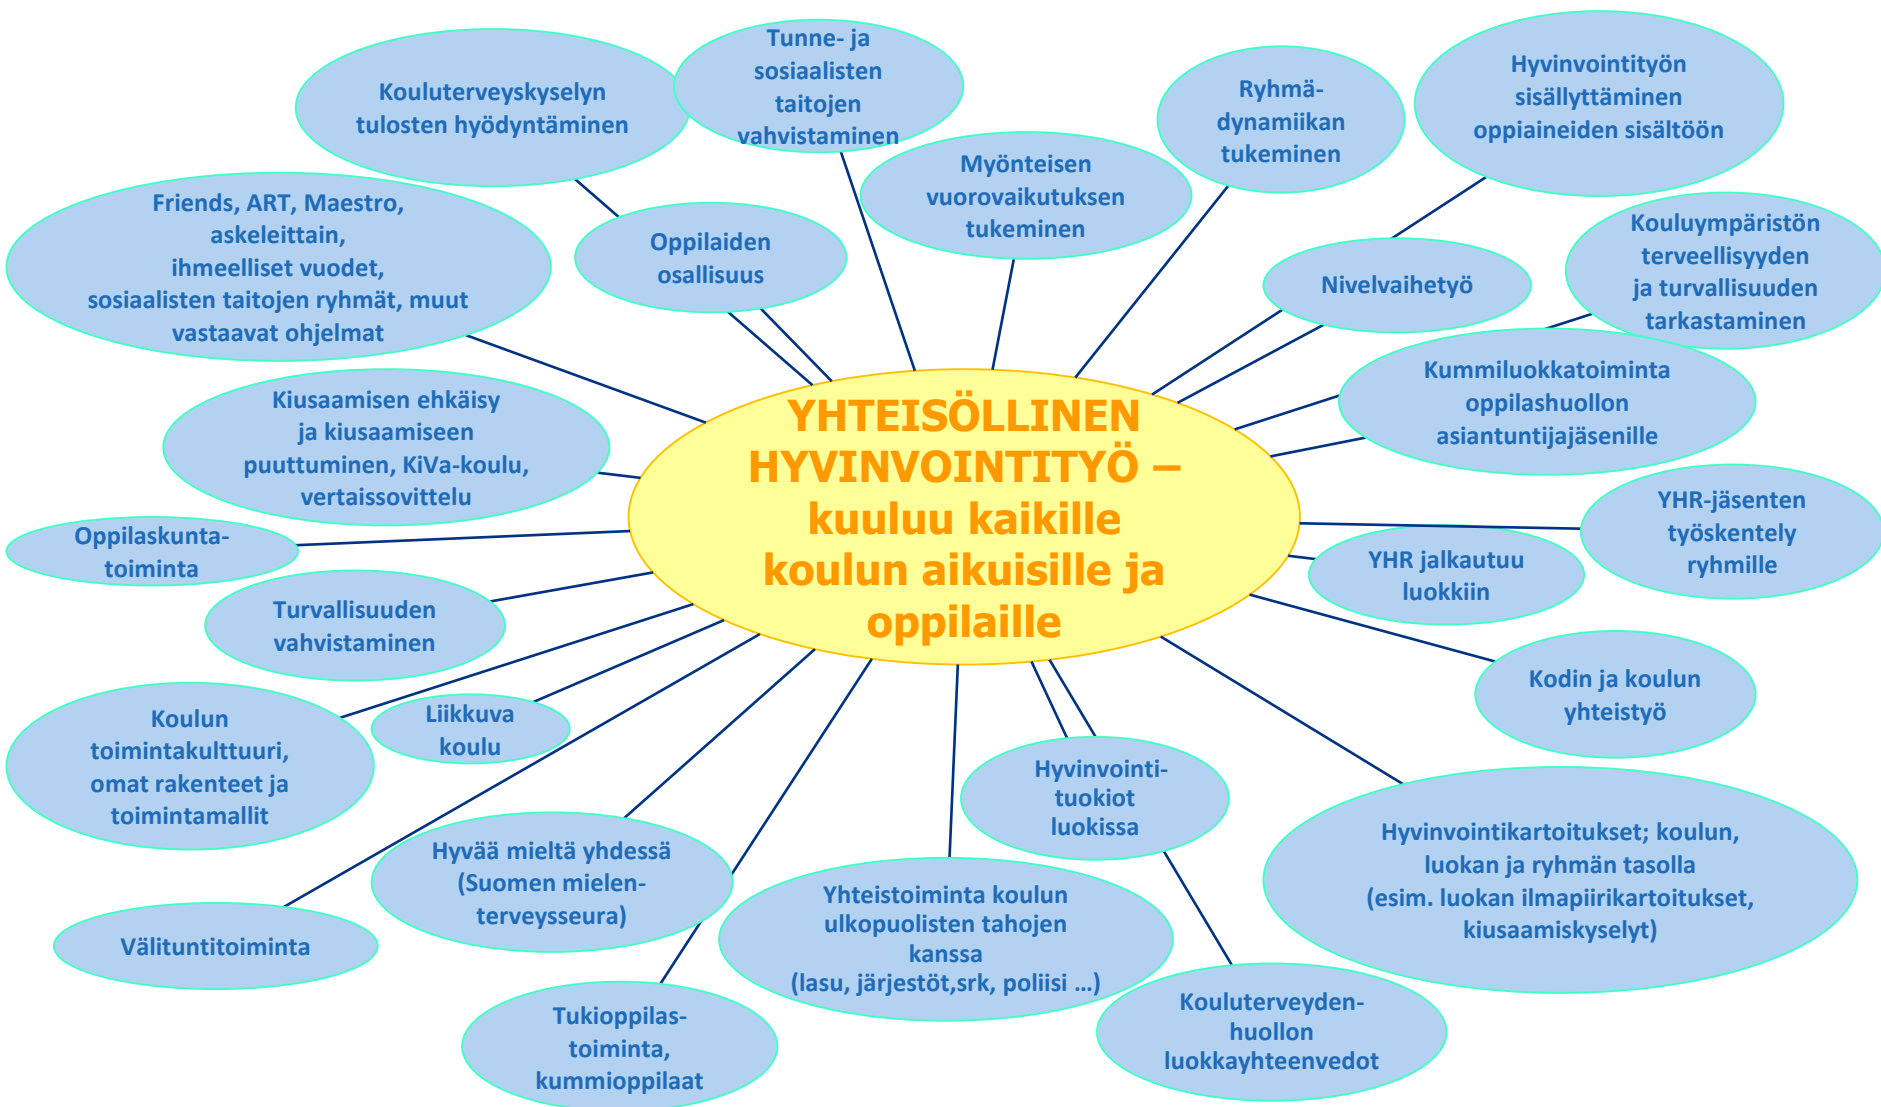 Kouluterveyskyselyn
tulosten hyödyntäminen
Tunne- ja
sosiaalisten
taitojen
vahvistaminen
Myönteisen
vuorovaikutuksen
tukeminen
Ryhmä-
dynamiikan
tukeminen
Hyvinvointityön
sisällyttäminen
oppiaineiden sisältöön
Friends, ART, Maestro,
askeleittain,
ihmeelliset vuodet,
sosiaalisten taitojen ryhmät, muut
vastaavat ohjelmat
Oppilaiden
osallisuus
Nivelvaihetyö
Kouluympäristön
terveellisyyden
ja turvallisuuden
tarkastaminen
Kiusaamisen ehkäisy
ja kiusaamiseen
puuttuminen, KiVa-koulu,
vertaissovittelu
YHTEISÖLLINEN
HYVINVOINTITYÖ –
kuuluu kaikille
koulun aikuisille ja
oppilaille
Kummiluokkatoiminta
oppilashuollon
asiantuntijajäsenille
Oppilaskunta-
toiminta
YHR jalkautuu
luokkiin
YHR-jäsenten
työskentely
ryhmille
Turvallisuuden
vahvistaminen
Kodin ja koulun
yhteistyö
Koulun
toimintakulttuuri,
omat rakenteet ja
toimintamallit
Liikkuva
koulu
Hyvinvointi-
tuokiot
luokissa
Hyvinvointikartoitukset; koulun,
luokan ja ryhmän tasolla
(esim. luokan ilmapiirikartoitukset,
kiusaamiskyselyt)
Välituntitoiminta
Hyvää mieltä yhdessä
(Suomen mielen-
terveysseura)
Yhteistoiminta koulun
ulkopuolisten tahojen
kanssa
(lasu, järjestöt,srk, poliisi …)
Tukioppilas-
toiminta,
kummioppilaat
Kouluterveyden-
huollon
luokkayhteenvedot